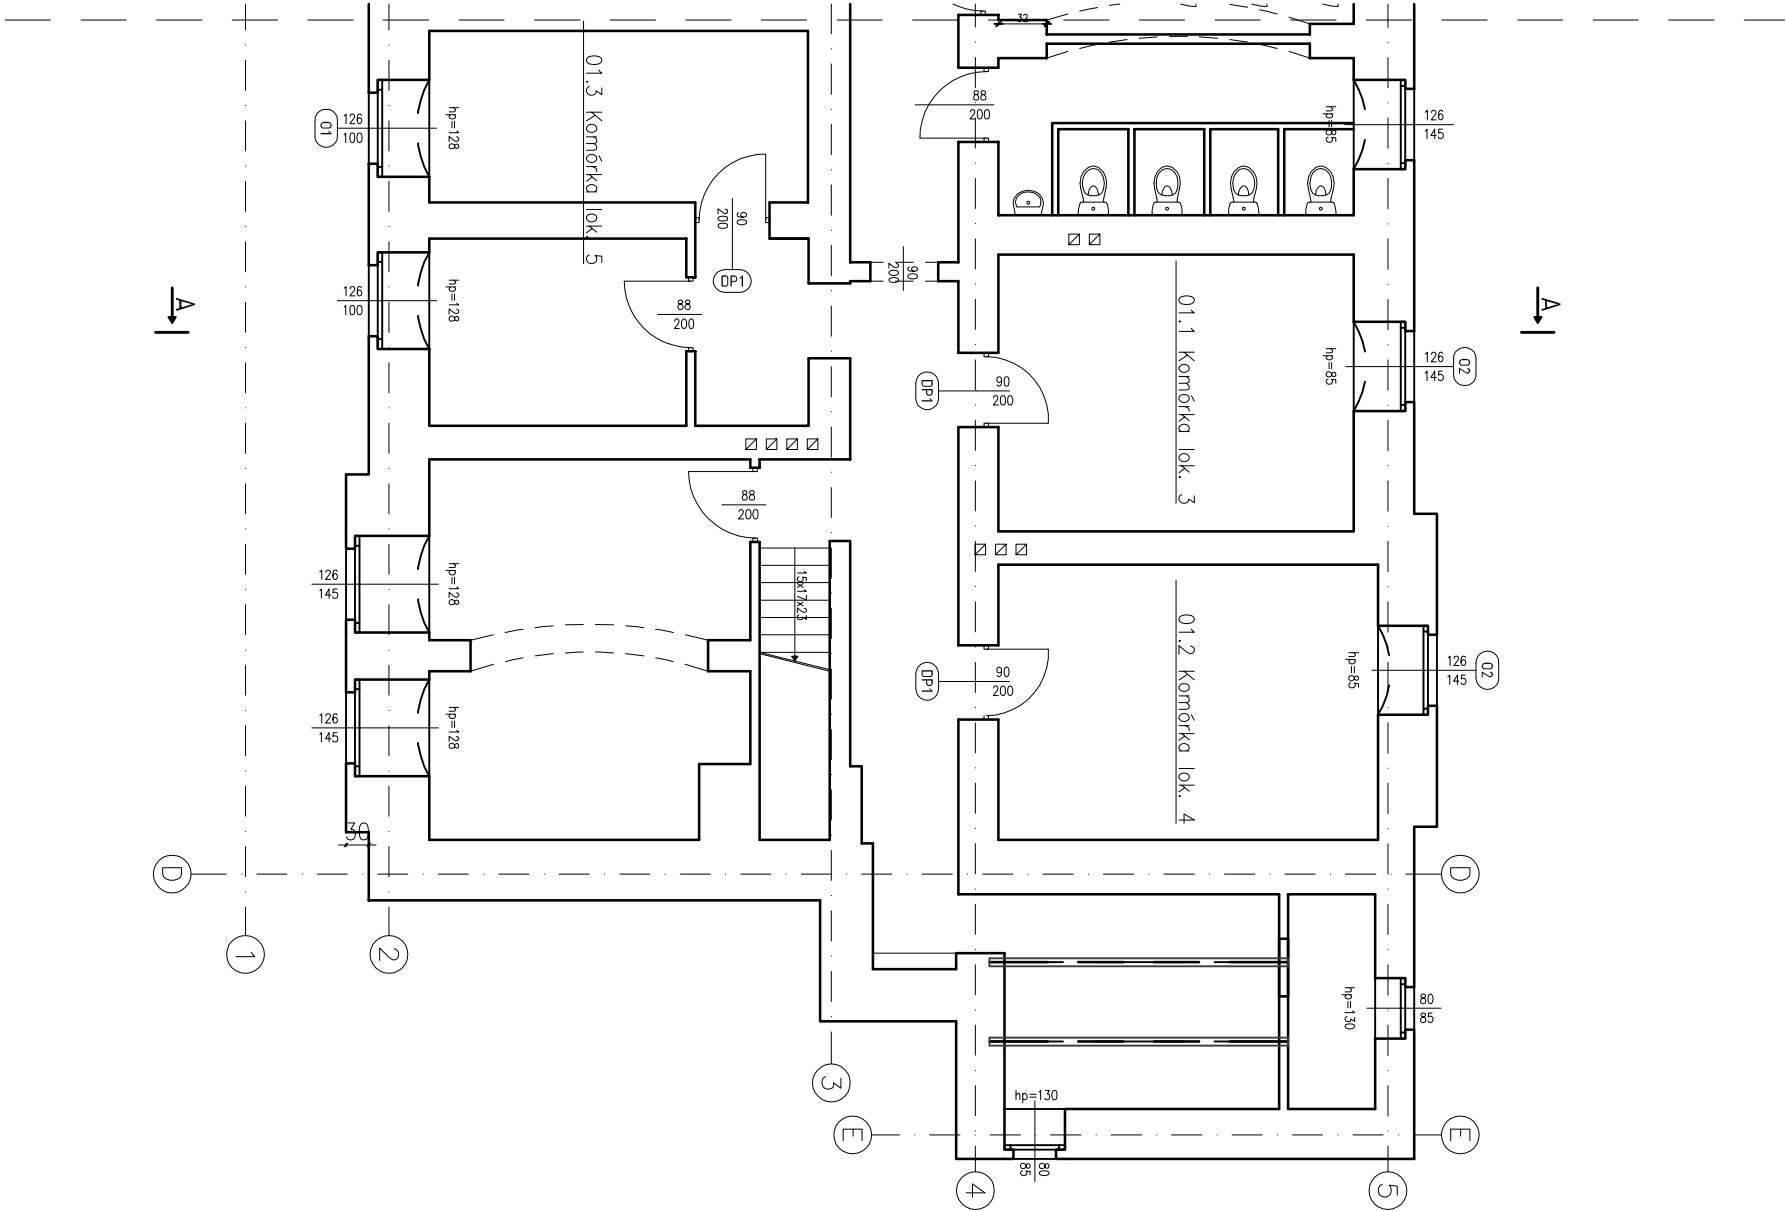 32
01.3 Komórka lok. 5
88
200
126
100
01
hp=128
hp=85
126
145
90
200
DP1
90
200
A
126
100
hp=128
88
200
01.1 Komórka lok. 3
A
hp=85
126
145
02
DP1
90
200
88
200
126
145
hp=128
15x17x23
01.2 Komórka lok. 4
hp=85
126
145
02
DP1
90
200
126
145
hp=128
30
D
D
1
2
hp=130
80
85
3
hp=130
E
E
80
85
4
5